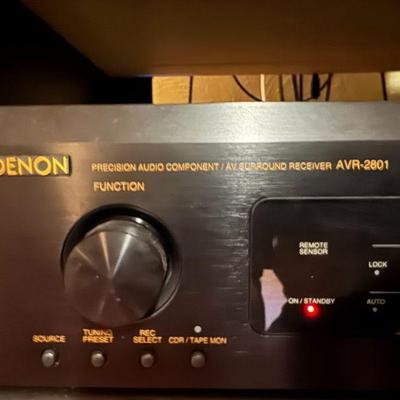 DENON
PRECISION AUDIO COMPONENT / AV SURROUND RECEIVER AVR-2801
FUNCTION
REMOTE
SENSOR
LOCK
ON / STANDBY
AUTO
SOURCE
TUNING
PRESET
REC
SELECT
CDR / TAPE MON